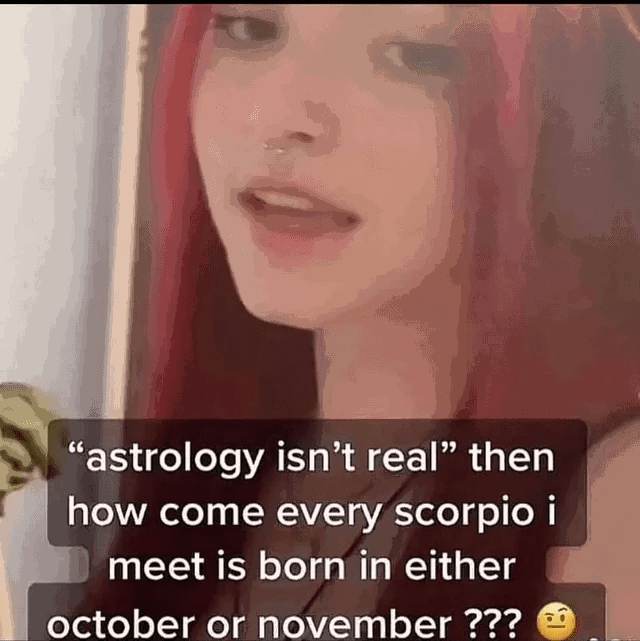 “astrology isn’t real” then
how come every scorpio i
meet is born in either
october or november ??? 🤨